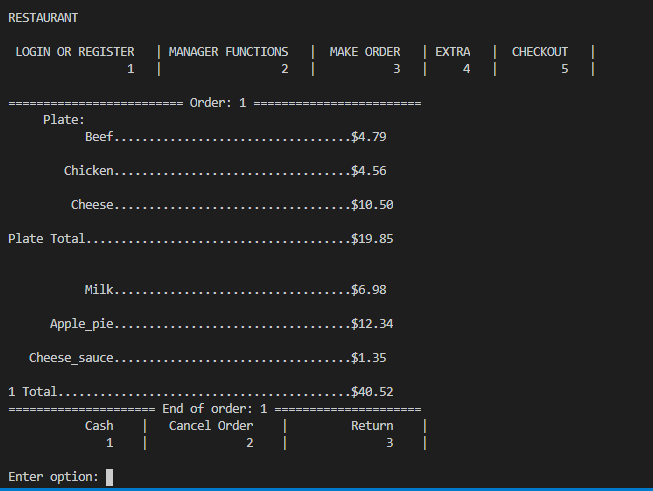 RESTAURANT
LOGIN OR REGISTER | MANAGER FUNCTIONS | MAKE ORDER | EXTRA | CHECKOUT |
1 | 2 | 3 | 4 | 5 |
========================= Order: 1 ========================
Plate:
Beef..................................$4.79
Chicken..................................$4.56
Cheese..................................$10.50
Plate Total......................................$19.85
Milk..................................$6.98
Apple_pie..................................$12.34
Cheese_sauce..................................$1.35
1 Total..........................................$40.52
===================== End of order: 1 =====================
Cash | Cancel Order | Return |
1 | 2 | 3 |
Enter option: